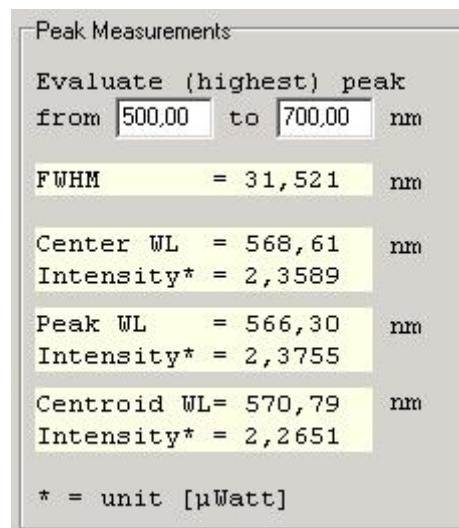 Peak Measurements
Evaluate (highest) peak
from 500,00 to 700,00 nm
FWHM = 31,521 nm
Center WL = 568,61 nm
Intensity* = 2,3589
Peak WL = 566,30 nm
Intensity* = 2,3755
Centroid WL= 570,79 nm
Intensity* = 2,2651
* = unit [µWatt]